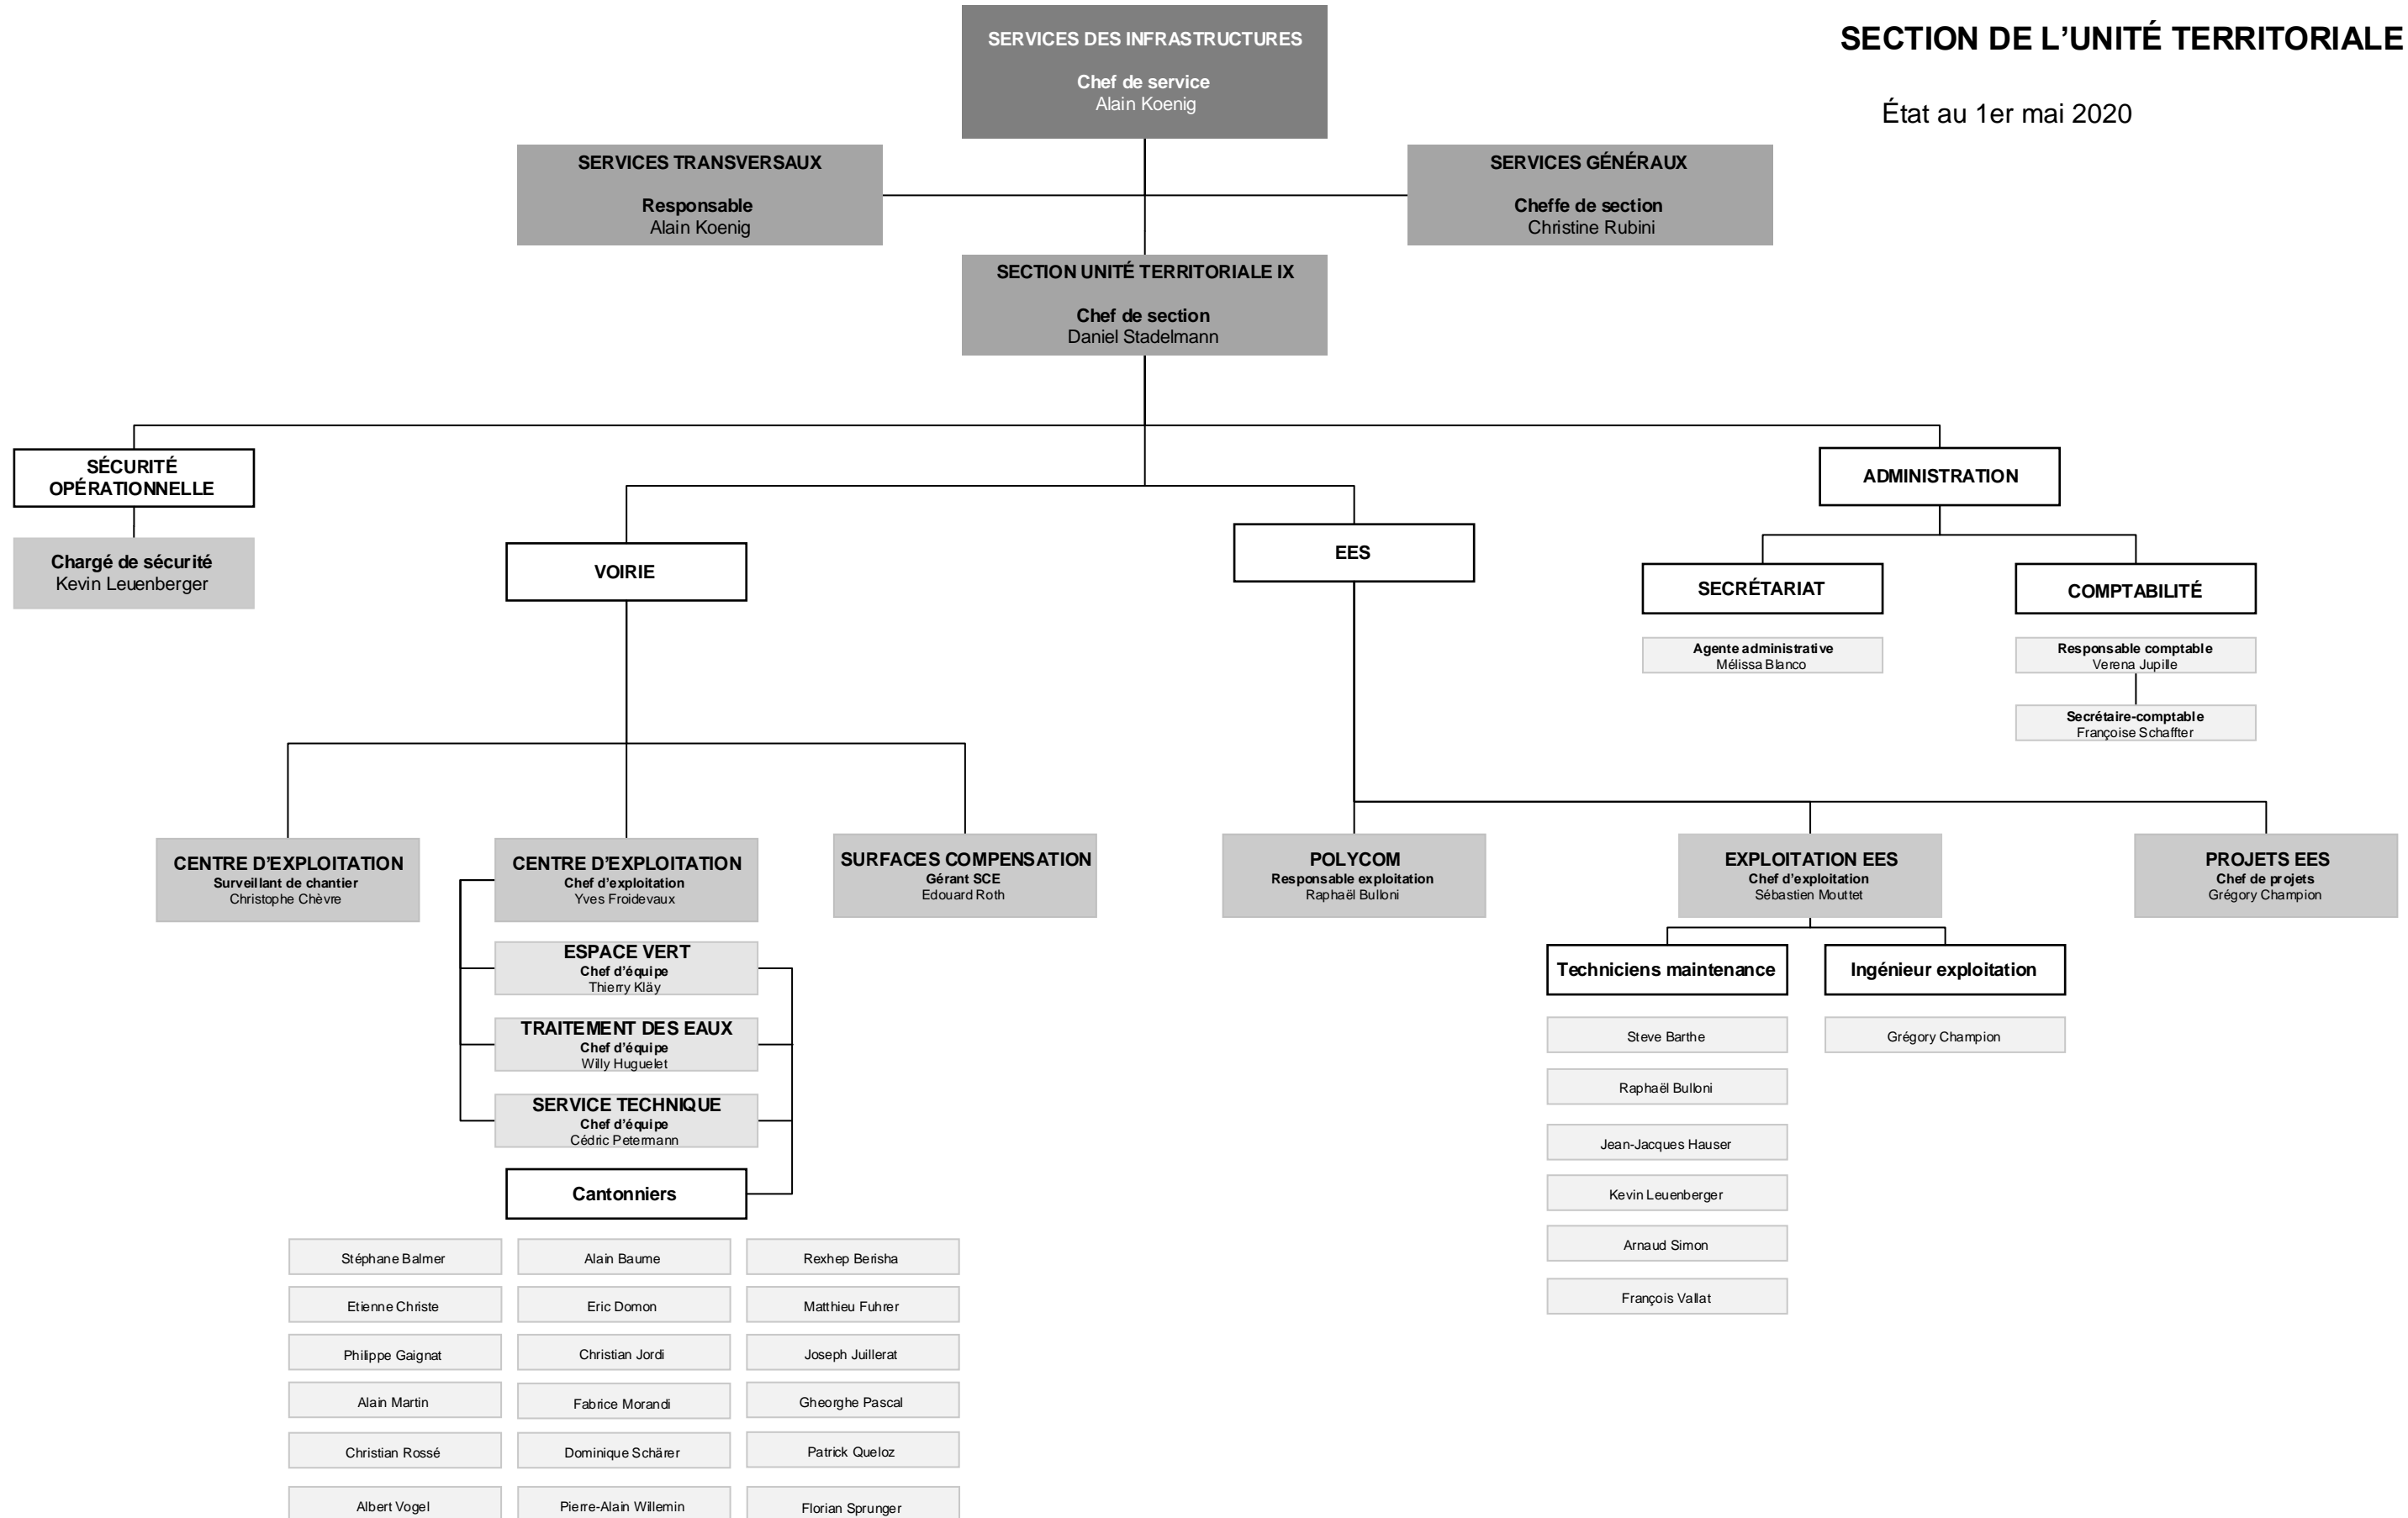 SERVICES DES INFRASTRUCTURES
Chef de service
Alain Koenig
SECTION DE L'UNITÉ TERRITORIALE
État au 1er mai 2020
SERVICES TRANSVERSAUX
Responsable
Alain Koenig
SERVICES GÉNÉRAUX
Cheffe de section
Christine Rubini
SECTION UNITÉ TERRITORIALE IX
Chef de section
Daniel Stadelmann
SÉCURITÉ
OPÉRATIONNELLE
Chargé de sécurité
Kevin Leuenberger
VOIRIE
EES
ADMINISTRATION
SECRÉTARIAT
Agente administrative
Mélissa Blanco
COMPTABILITÉ
Responsable comptable
Verena Jupille
Secrétaire-comptable
Françoise Schaffter
CENTRE D'EXPLOITATION
Surveillant de chantier
Christophe Chèvre
CENTRE D'EXPLOITATION
Chef d'exploitation
Yves Froidevaux
SURFACES COMPENSATION
Gérant SCE
Edouard Roth
POLYCOM
Responsable exploitation
Raphaël Bulloni
EXPLOITATION EES
Chef d'exploitation
Sébastien Mouttet
PROJETS EES
Chef de projets
Grégory Champion
ESPACE VERT
Chef d'équipe
Thierry Kläy
TRAITEMENT DES EAUX
Chef d'équipe
Willy Huguelet
SERVICE TECHNIQUE
Chef d'équipe
Cédric Petermann
Cantonniers
Stéphane Balmer
Alain Baume
Rexhep Berisha
Etienne Christe
Eric Domon
Matthieu Fuhrer
Philippe Gaignat
Christian Jordi
Joseph Juillerat
Alain Martin
Fabrice Morandi
Gheorghe Pascal
Christian Rossé
Dominique Schärer
Patrick Queloz
Albert Vogel
Pierre-Alain Willemin
Florian Sprunger
Techniciens maintenance
Steve Barthe
Raphaël Bulloni
Jean-Jacques Hauser
Kevin Leuenberger
Arnaud Simon
François Vallat
Ingénieur exploitation
Grégory Champion